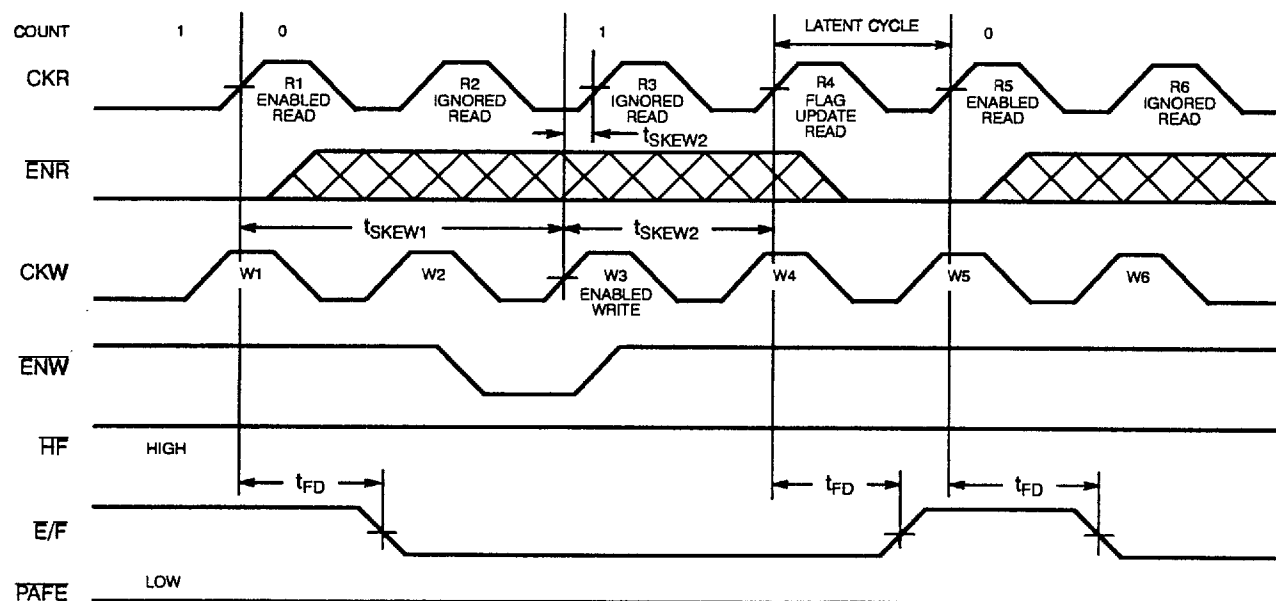 COUNT 1 0 1 LATENT CYCLE 0
CKR
R1 ENABLED READ
R2 IGNORED READ
R3 IGNORED READ
R4 FLAG UPDATE READ
R5 ENABLED READ
R6 IGNORED READ
tSKEW2
ENR
tSKEW1 tSKEW2
CKW
W1
W2
W3 ENABLED WRITE
W4
W5
W6
ENW
HF HIGH
tFD tFD tFD
E/F
PAFE LOW